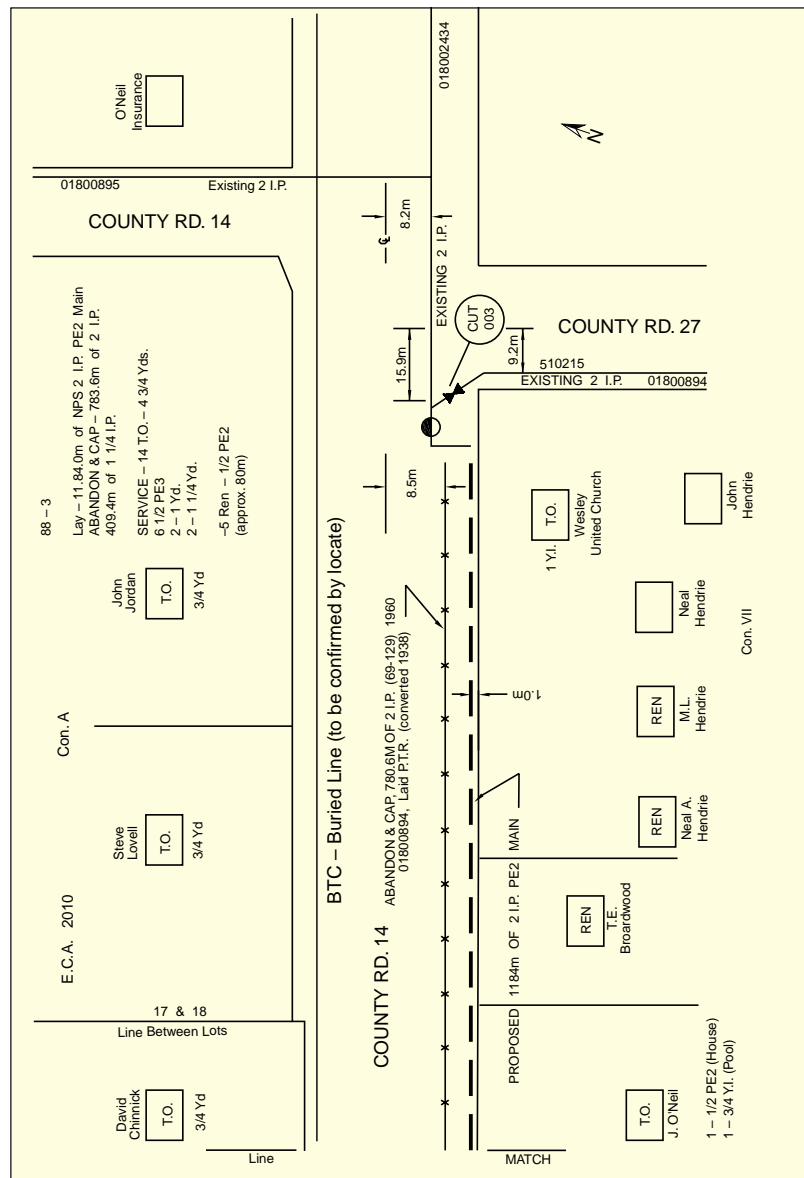 O'Neil
Insurance
01800895
Existing 2 I.P.
COUNTY RD. 14
018002434
N
8.2m
℄
EXISTING 2 I.P.
CUT
003
15.9m
9.2m
COUNTY RD. 27
510215
EXISTING 2 I.P.
01800894
88 – 3
Lay – 11.84.0m of NPS 2 I.P. PE2 Main
ABANDON & CAP – 783.6m of 2 I.P.
409.4m of 1 1/4 I.P.
SERVICE – 14 T.O. – 4 3/4 Yds.
6 1/2 PE3
2 – 1 Yd.
2 – 1 1/4 Yd.
–5 Ren – 1/2 PE2
(approx. 80m)
8.5m
John
Jordan
T.O.
3/4 Yd
Con. A
Steve
Lovell
T.O.
3/4 Yd
E.C.A. 2010
17 & 18
Line Between Lots
David
Chinnick
T.O.
3/4 Yd
Line
BTC – Buried Line (to be confirmed by locate)
COUNTY RD. 14
ABANDON & CAP, 780.6M OF 2 I.P. (69-129) 1960
01800894, Laid P.T.R. (converted 1938)
1.0m
PROPOSED 1184m OF 2 I.P. PE2 MAIN
MATCH
1 Y.I.
T.O.
Wesley
United Church
John
Hendrie
Neal
Hendrie
Con. VII
REN
M.L.
Hendrie
REN
Neal A.
Hendrie
REN
T.E.
Broardwood
T.O.
J. O'Neil
1 – 1/2 PE2 (House)
1 – 3/4 Y.I. (Pool)